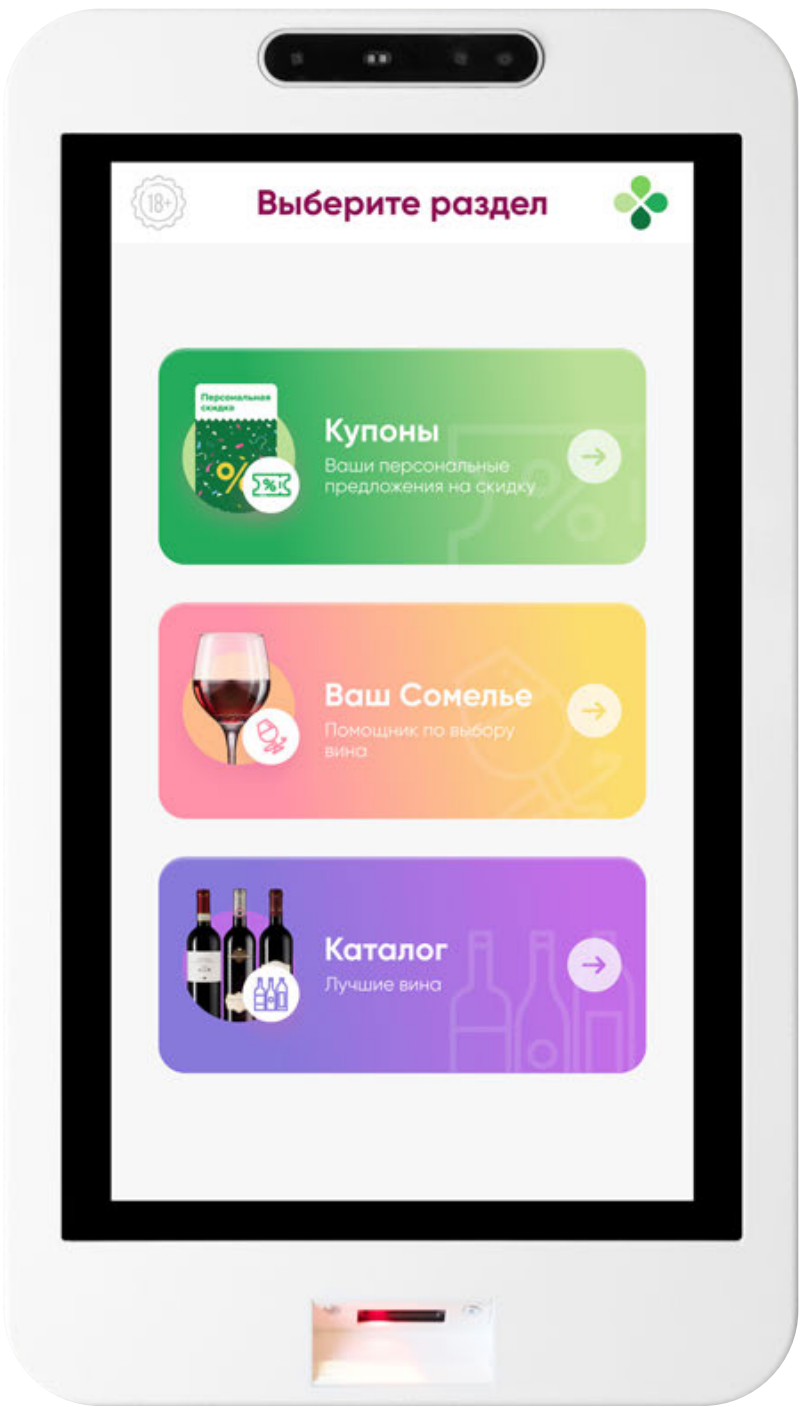 18+
Выберите раздел
Персональная
скидка
%
%
Купоны
Ваши персональные
предложения на скидку
Ваш Сомелье
Помощник по выбору
вина
Каталог
Лучшие вина